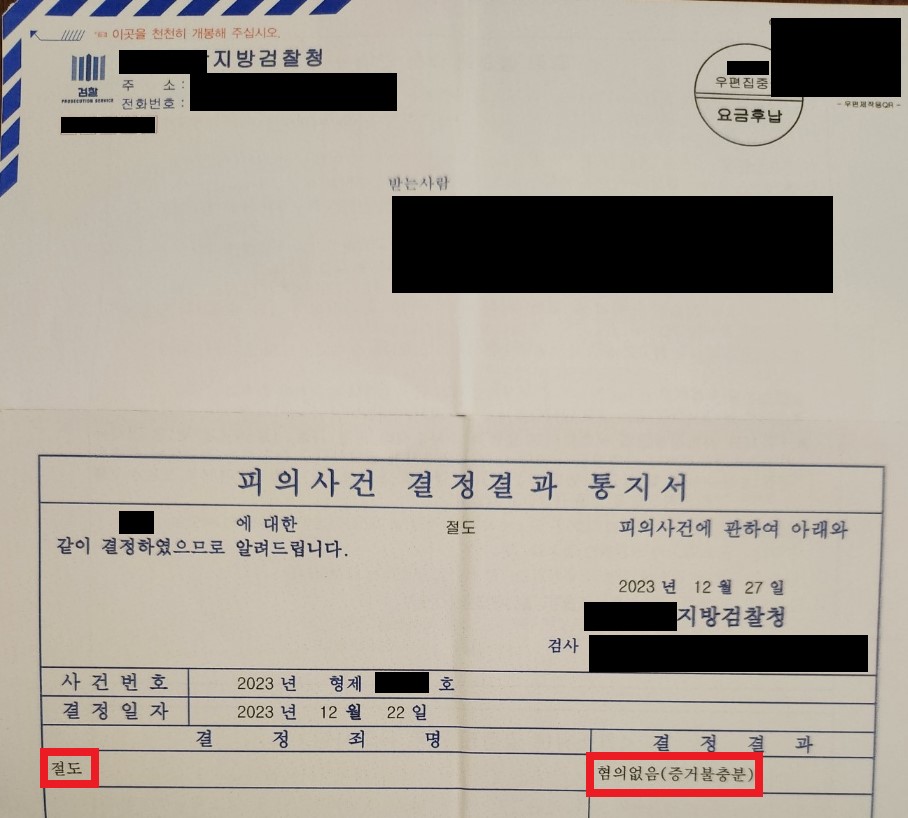 이곳을 천천히 개봉해 주십시오.
지방검찰청
검찰
PROSECUTION SERVICE
주 소 :
전화번호 :
우편집중
요금후납
- 우편제작용QR -
받는사람
피의사건 결정결과 통지서
에 대한 절도 피의사건에 관하여 아래와
같이 결정하였으므로 알려드립니다.
2023 년 12 월 27 일
지방검찰청
검사
사건번호 2023 년 형제 호
결정일자 2023 년 12 월 22 일
결 정 죄 명 결 정 결 과
절도 혐의없음(증거불충분)